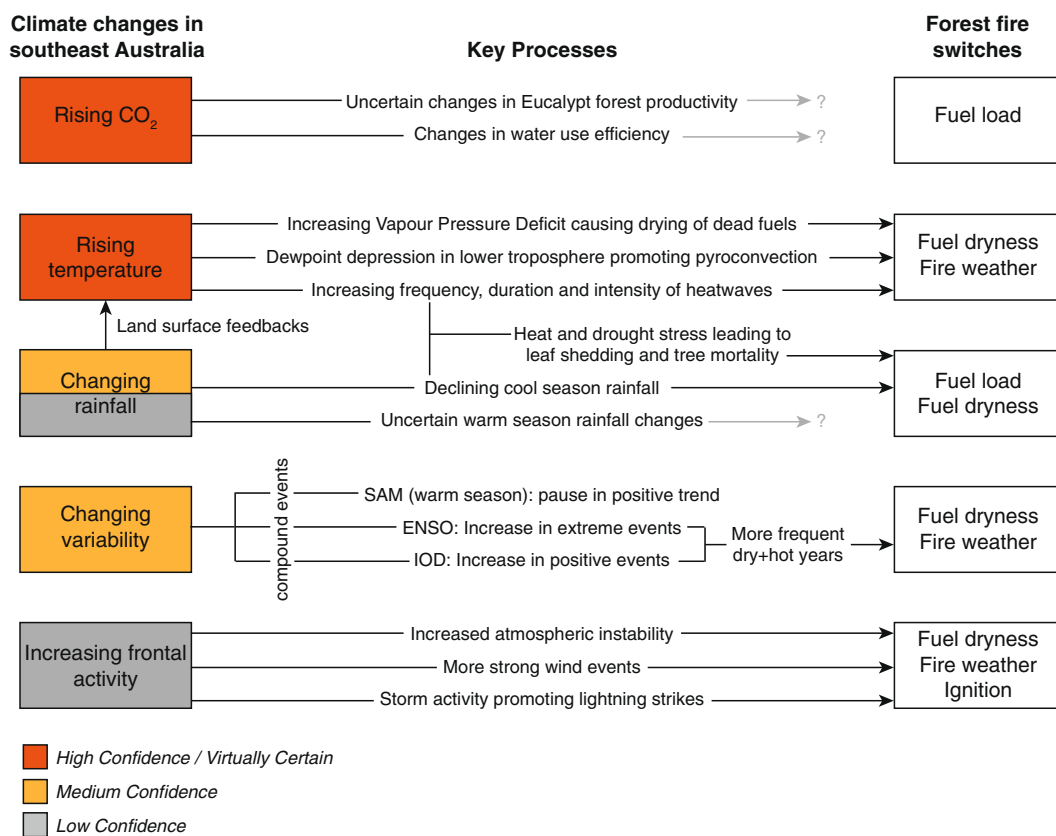 Climate changes in
southeast Australia
Key Processes
Forest fire
switches
Rising CO2
Uncertain changes in Eucalypt forest productivity
?
Changes in water use efficiency
?
Fuel load
Rising
temperature
Increasing Vapour Pressure Deficit causing drying of dead fuels
Dewpoint depression in lower troposphere promoting pyroconvection
Increasing frequency, duration and intensity of heatwaves
Fuel dryness
Fire weather
Land surface feedbacks
Heat and drought stress leading to
leaf shedding and tree mortality
Changing
rainfall
Declining cool season rainfall
Uncertain warm season rainfall changes
?
Fuel load
Fuel dryness
Changing
variability
compound events
SAM (warm season): pause in positive trend
ENSO: Increase in extreme events
IOD: Increase in positive events
More frequent
dry+hot years
Fuel dryness
Fire weather
Increasing frontal
activity
Increased atmospheric instability
More strong wind events
Storm activity promoting lightning strikes
Fuel dryness
Fire weather
Ignition
High Confidence / Virtually Certain
Medium Confidence
Low Confidence